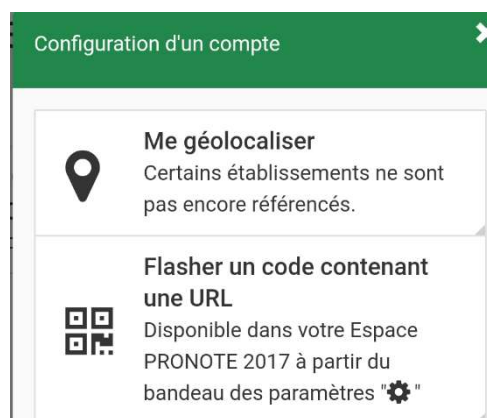 Configuration d'un compte
Me géolocaliser
Certains établissements ne sont
pas encore référencés.
Flasher un code contenant
une URL
Disponible dans votre Espace
PRONOTE 2017 à partir du
bandeau des paramètres "⚙"